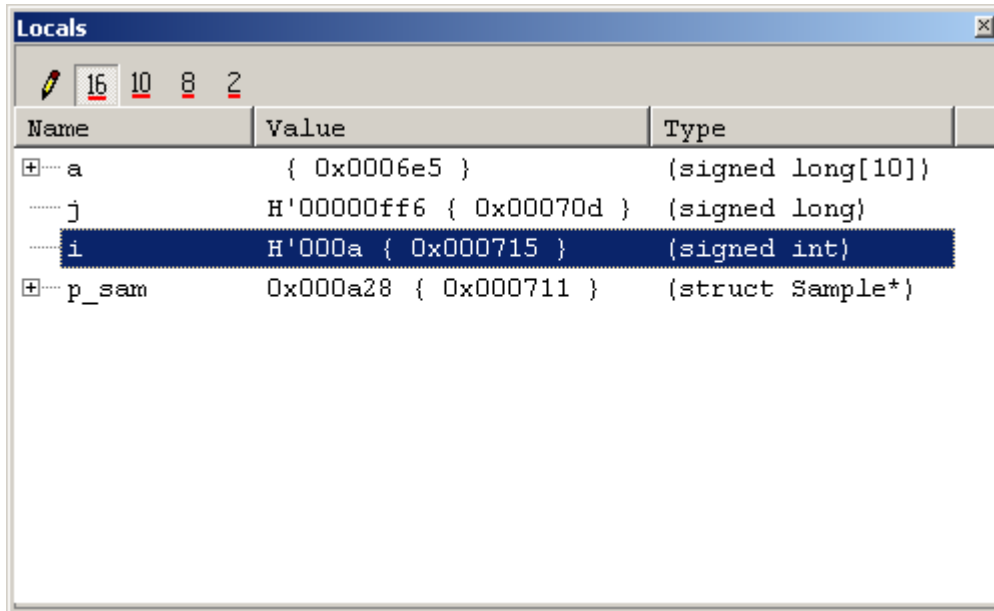 Locals
16 10 8 2
Name Value Type
a { 0x0006e5 } (signed long[10])
j H'00000ff6 { 0x00070d } (signed long)
i H'000a { 0x000715 } (signed int)
p_sam 0x000a28 { 0x000711 } (struct Sample*)